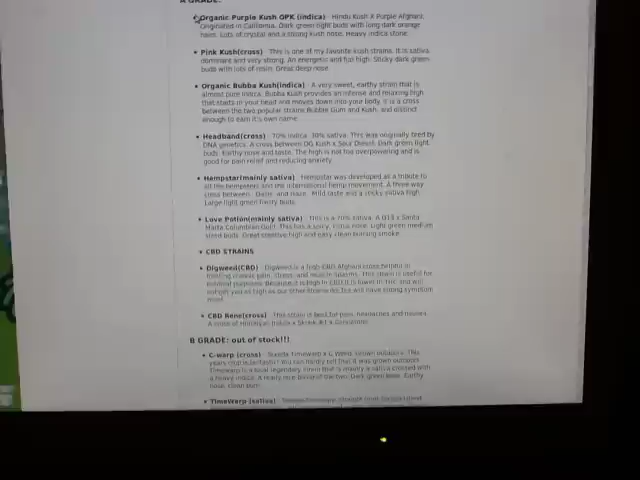 A GRADE:
Organic Purple Kush OPK (indica) - Hindu Kush X Purple Afghani.
Originated in California. Dark green light buds with long dark orange
hairs. Lots of crystal and a strong kush nose. Heavy indica stone.
Pink Kush(cross) - This is one of my favorite kush strains. It is sativa
dominate and very strong. An energetic and fun high. Sticky dark green
buds with lots of resin. Great deep nose.
Organic Bubba Kush(indica) - A very sweet, earthy strain that is
almost pure indica. Bubba Kush provides an intense and relaxing high
that starts in your head and moves down into your body. It is a cross
between the two popular strains Bubble Gum and Kush, and distinct
enough to earn it's own name.
Headband(cross) - 70% indica 30% sativa. This was originally bred by
DNA genetics. A cross between OG Kush x Sour Diesel. Dark green light
buds. Earthy nose and taste. The high is not too overpowering and is
good for pain relief and reducing anxiety.
Hempstar(mainly sativa) - Hempstar was developed as a tribute to
all the hempsters and the international hemp movement. A three way
cross between and Haze. Mild taste and a sticky sativa high.
Large light green frosty buds.
Love Potion(mainly sativa) - This is a 70% sativa. A G13 x Santa
Marta Columbian Gold. This has a spicy, citrus nose. Light green medium
sized buds. Great creative high and easy clean burning smoke.
CBD STRAINS
Digweed(CBD) - Digweed is a high CBD Afghani cross helpful in
treating chronic pain, stress, and muscle spasms. This strain is useful for
medical purposes. Because it is high in CBD it is lower in THC and will
not get you as high as our other strains do, but will have strong symptom
relief.
CBD Rene(cross) - This strain is best for pain, headaches and nausea.
A cross of x Skunk #1 x
B GRADE: out of stock!!!
C-warp (cross) - Texada Timewarp x C Weed. Grown outdoors. This
years crop is fantastic! You can hardly tell that it was grown outdoors.
Timewarp is a local legendary strain that is mainly a sativa crossed with
a heavy indica. A really nice blend of the two. Dark green buds. Earthy
nose, clean burn.
TimeWarp (sativa) - Texada Timewarp,